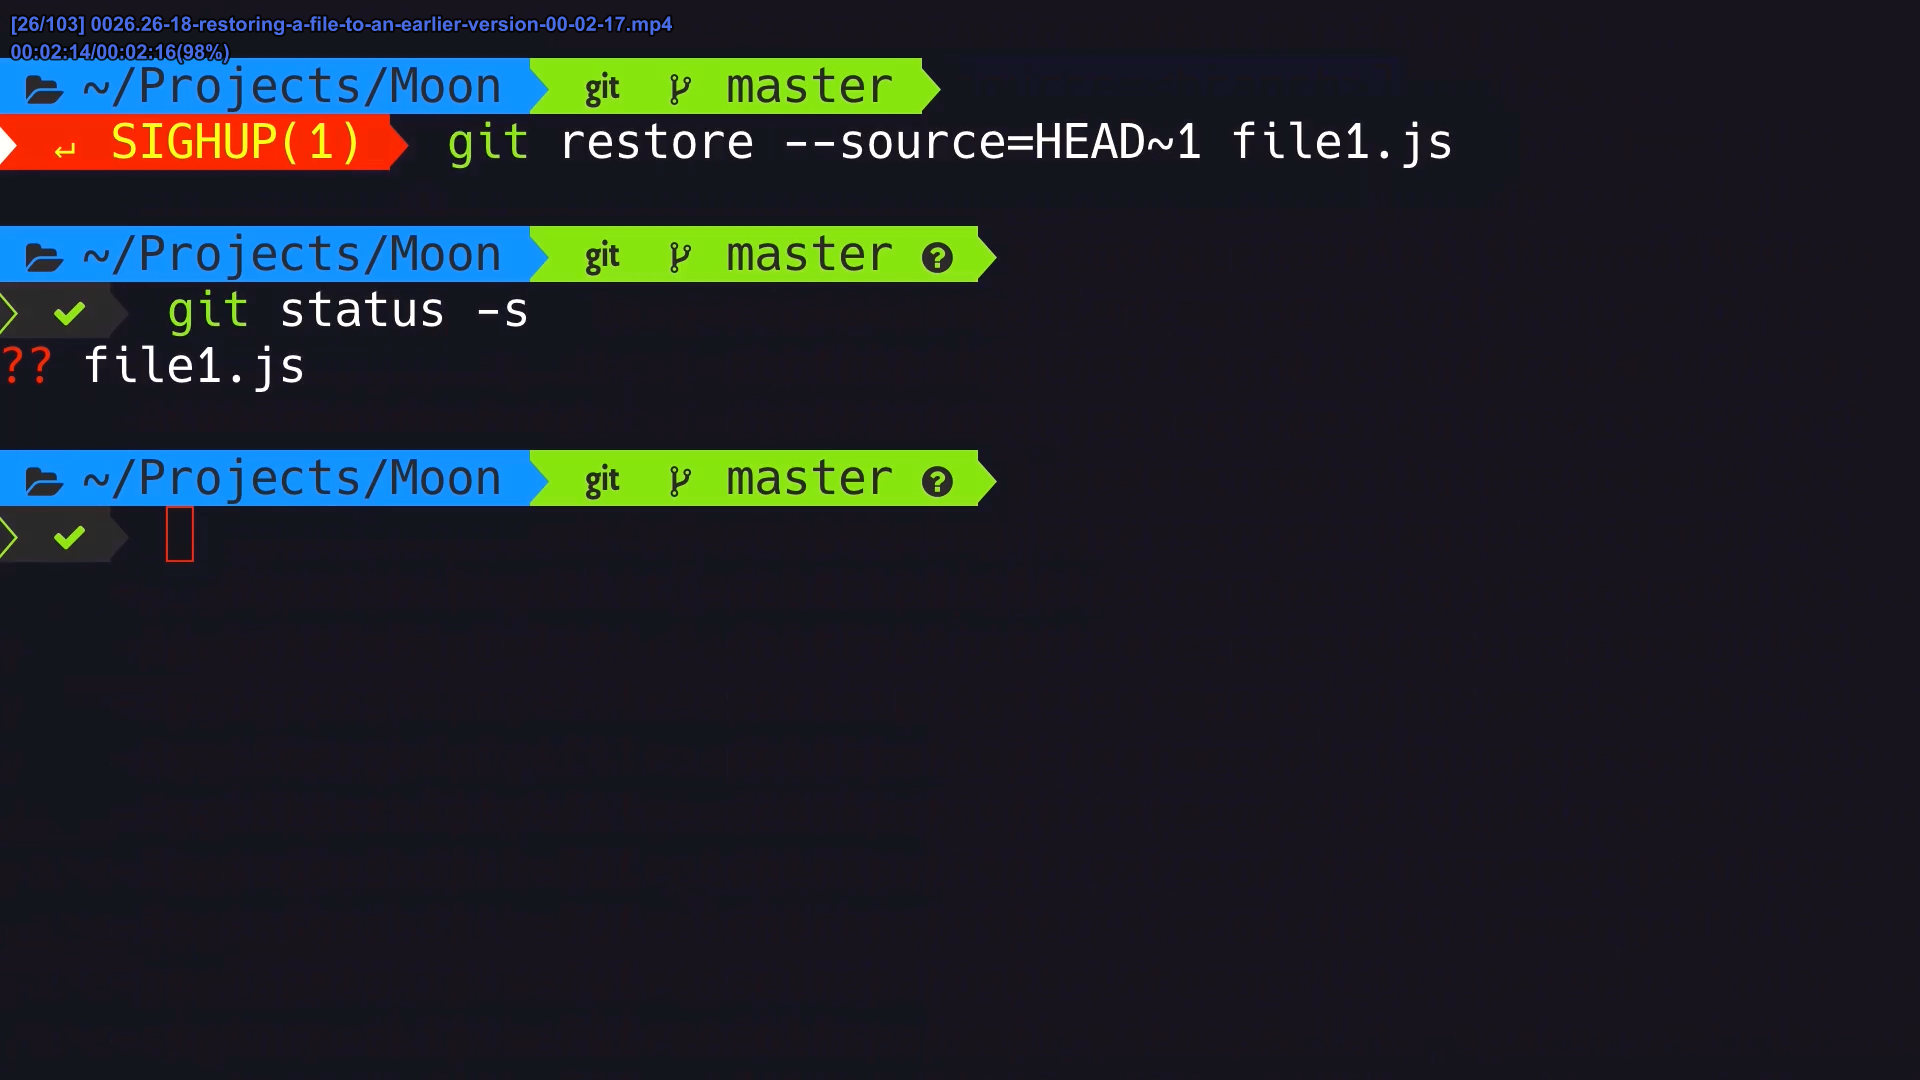 [26/103] 0026.26-18-restoring-a-file-to-an-earlier-version-00-02-17.mp4
00:02:14/00:02:16(98%)
~/Projects/Moon git master
↵ SIGHUP(1) git restore --source=HEAD~1 file1.js
~/Projects/Moon git master ?
✔ git status -s
?? file1.js
~/Projects/Moon git master ?
✔